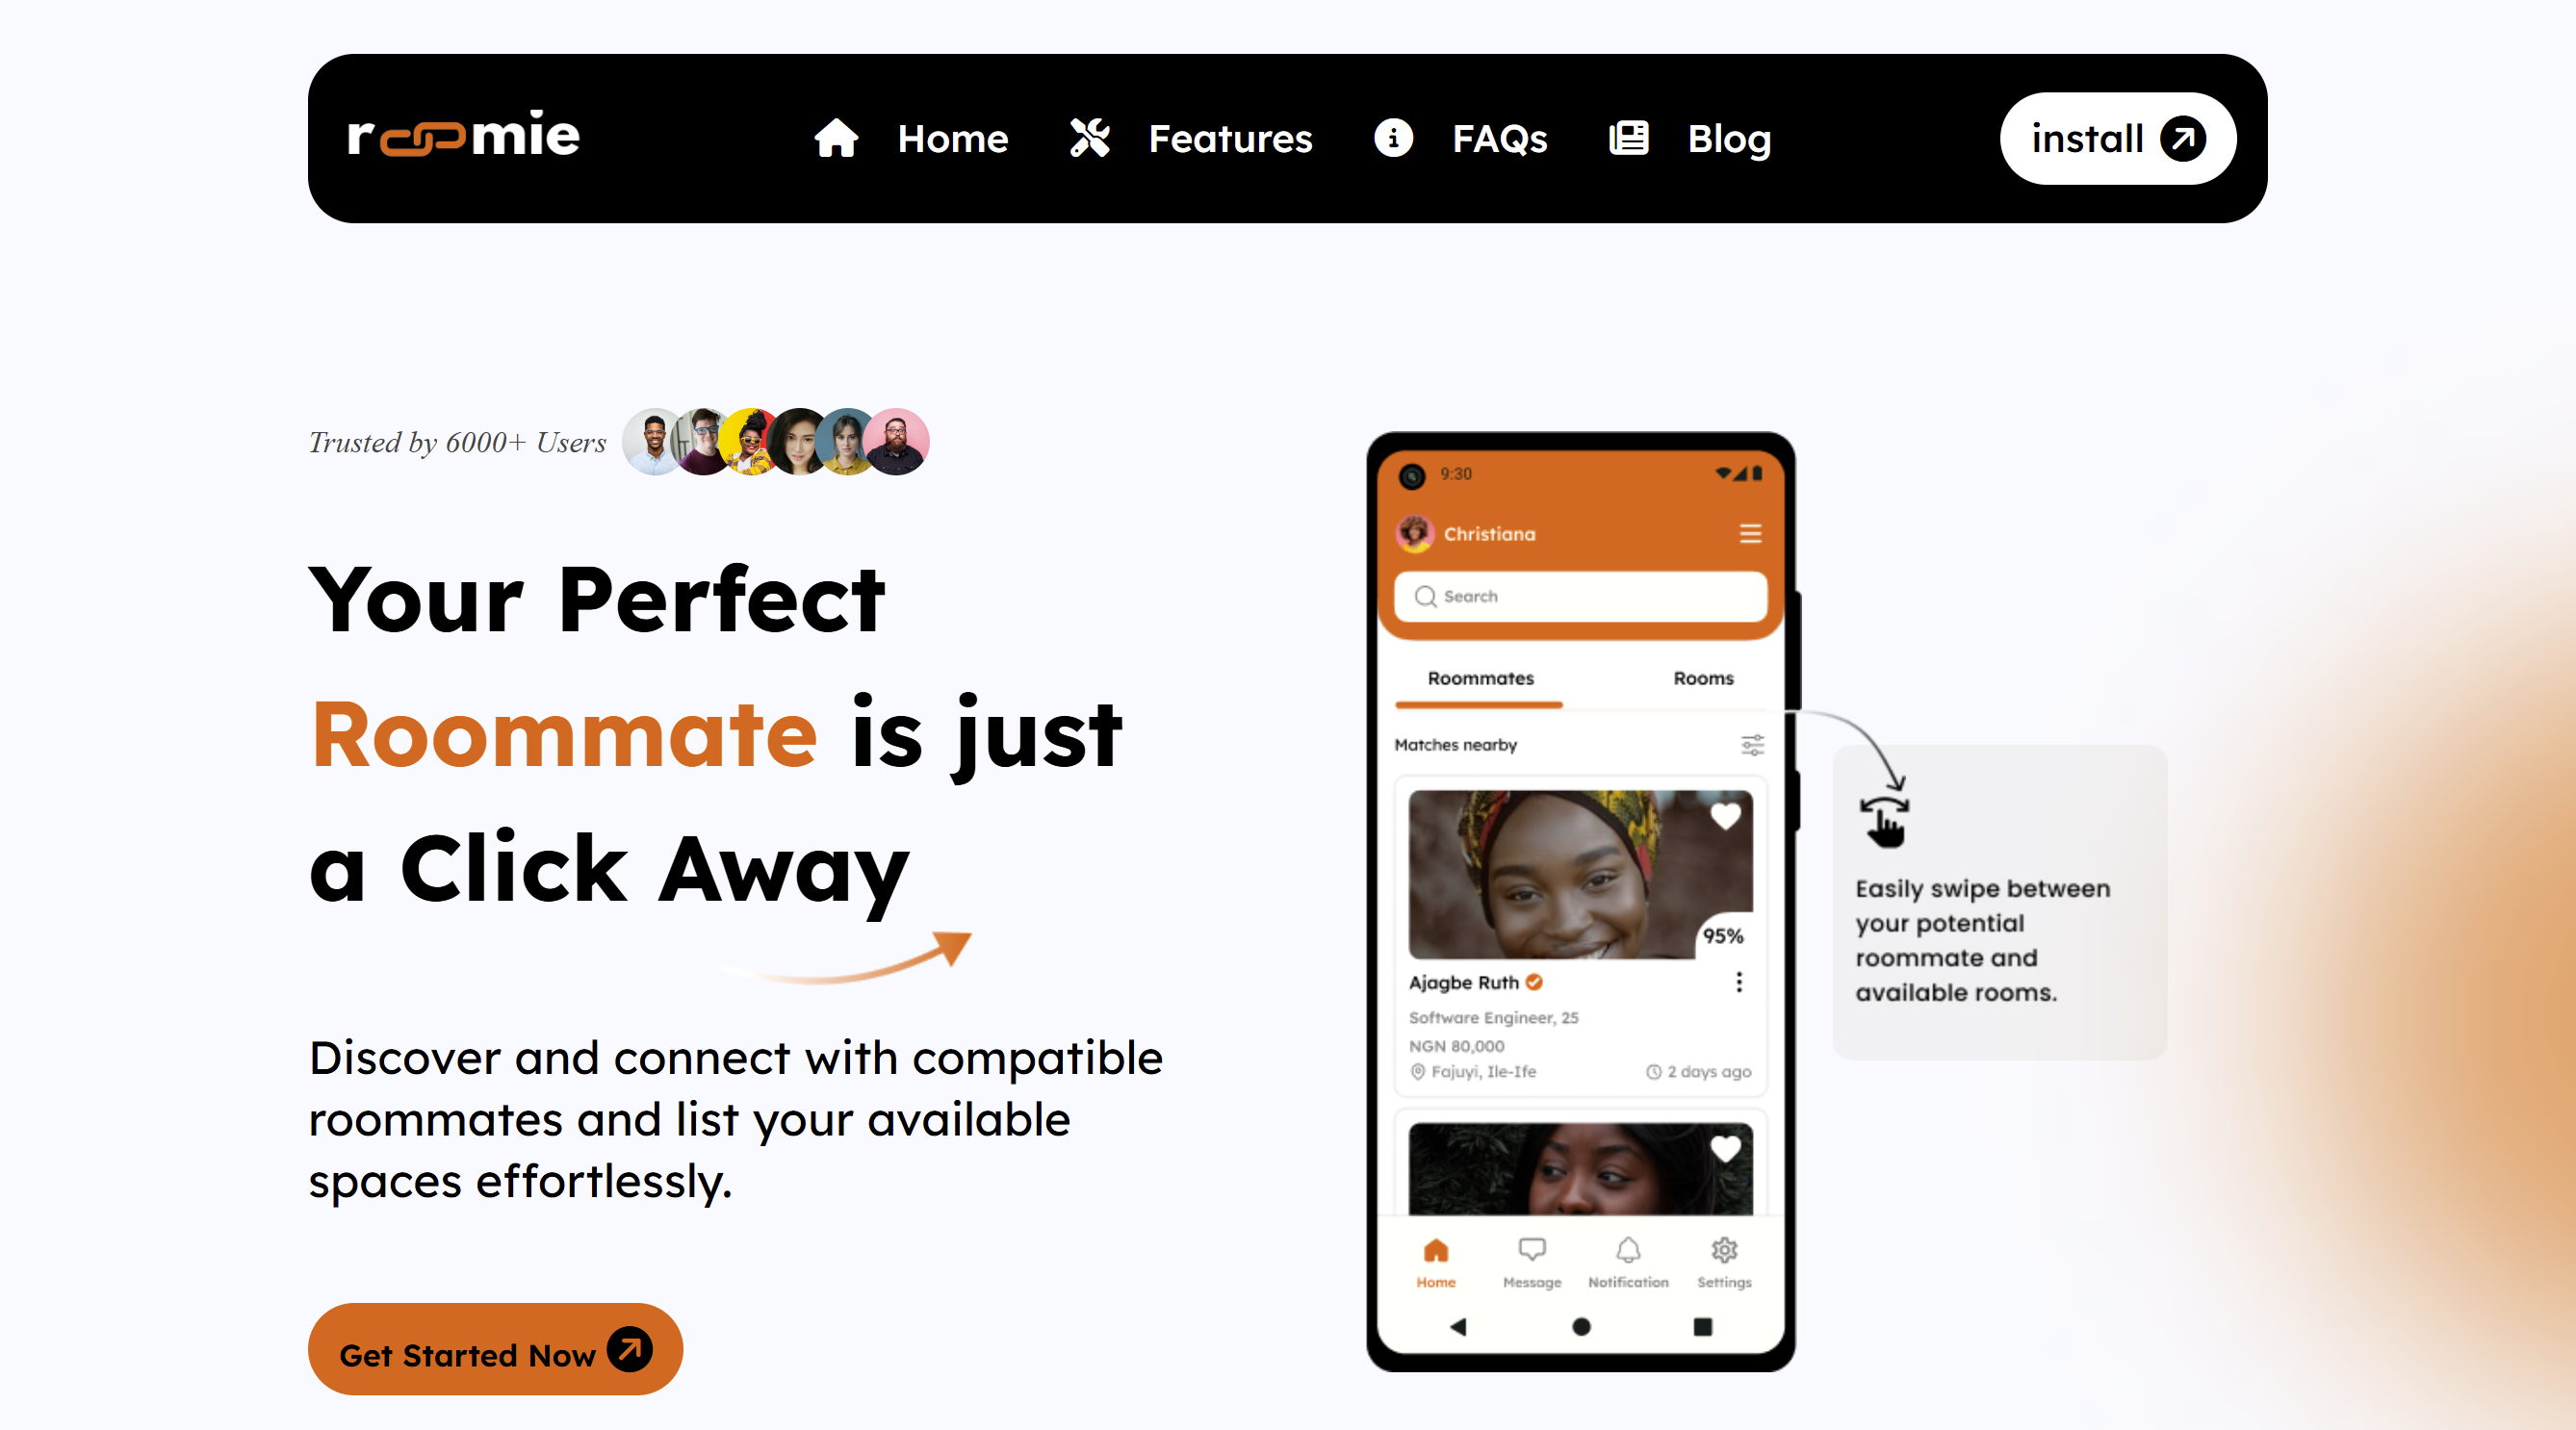 roomie
Home
Features
FAQs
Blog
install
Trusted by 6000+ Users
Your Perfect
Roommate is just
a Click Away
Discover and connect with compatible
roommates and list your available
spaces effortlessly.
Get Started Now
9:30
Christiana
Search
Roommates
Rooms
Matches nearby
95%
Ajagbe Ruth
Software Engineer, 25
NGN 80,000
Fajuyi, Ile-Ife
2 days ago
Home
Message
Notification
Settings
Easily swipe between
your potential
roommate and
available rooms.